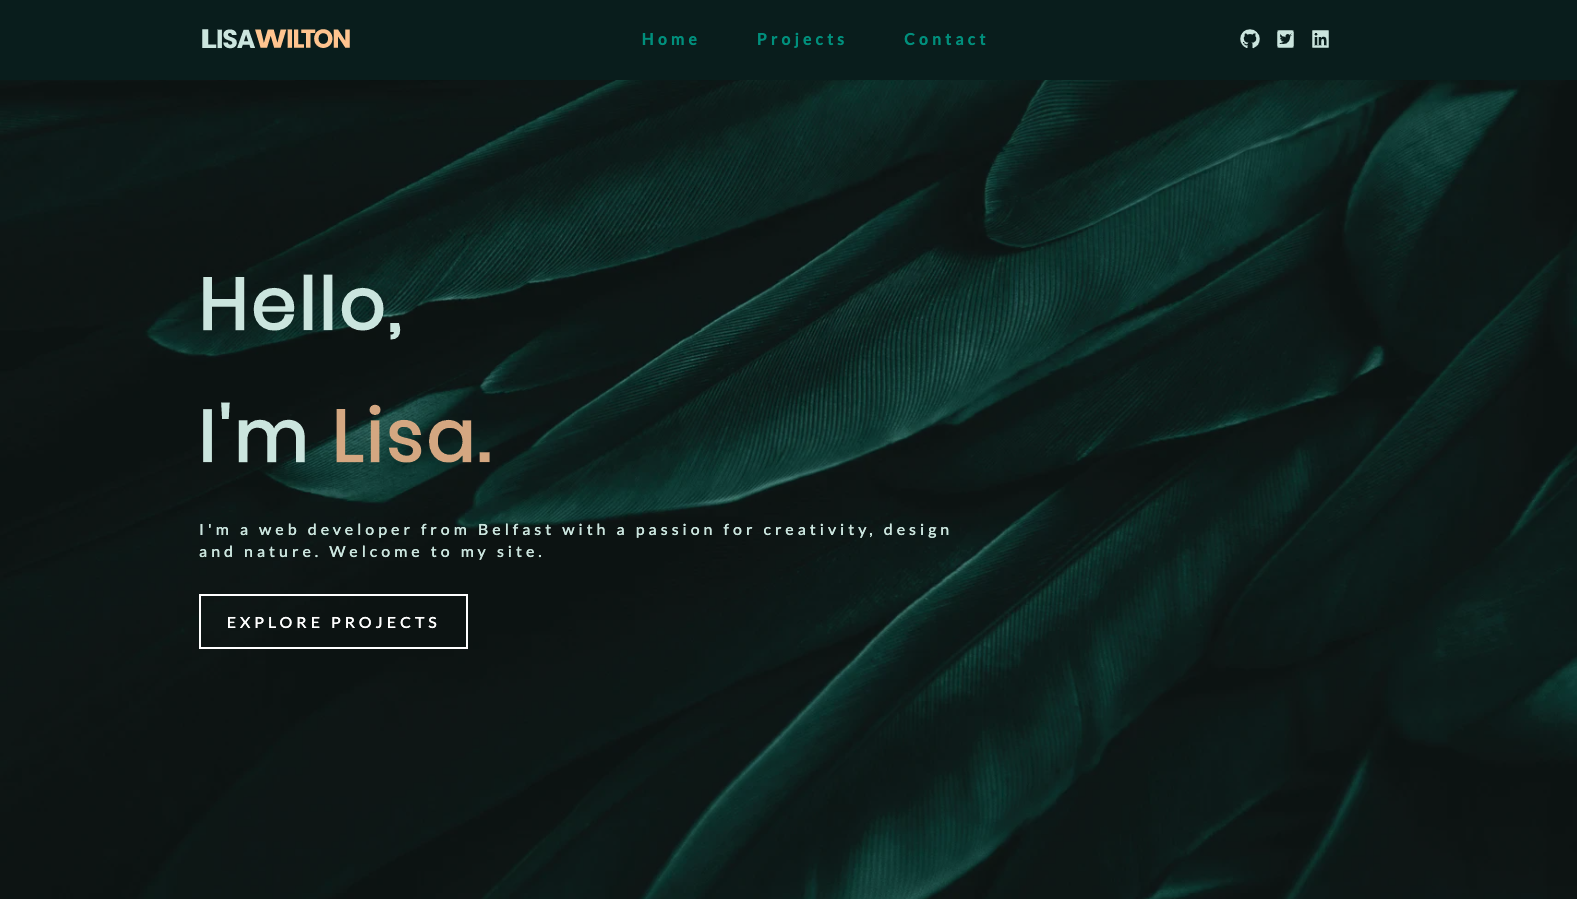 LISAWILTON
Home Projects Contact
Hello,
I'm Lisa.
I'm a web developer from Belfast with a passion for creativity, design
and nature. Welcome to my site.
EXPLORE PROJECTS